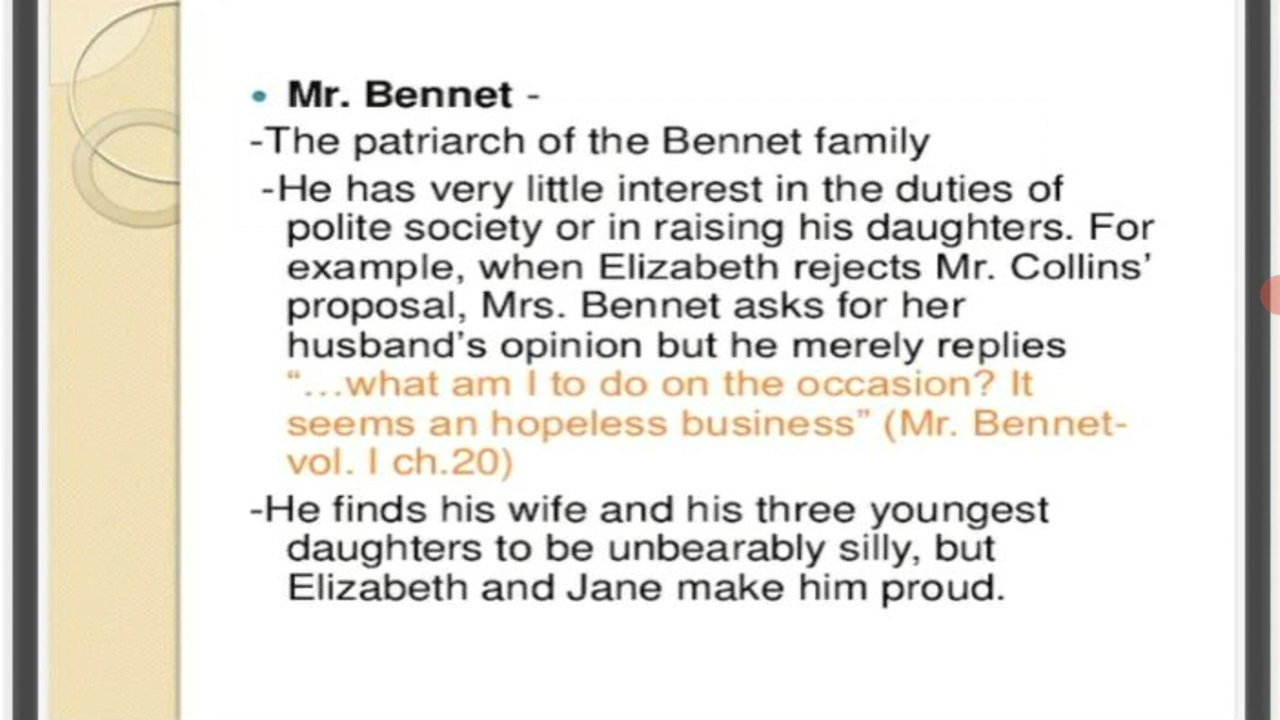 • Mr. Bennet -
-The patriarch of the Bennet family
-He has very little interest in the duties of
polite society or in raising his daughters. For
example, when Elizabeth rejects Mr. Collins’
proposal, Mrs. Bennet asks for her
husband’s opinion but he merely replies
“…what am I to do on the occasion? It
seems an hopeless business” (Mr. Bennet-
vol. I ch.20)
-He finds his wife and his three youngest
daughters to be unbearably silly, but
Elizabeth and Jane make him proud.